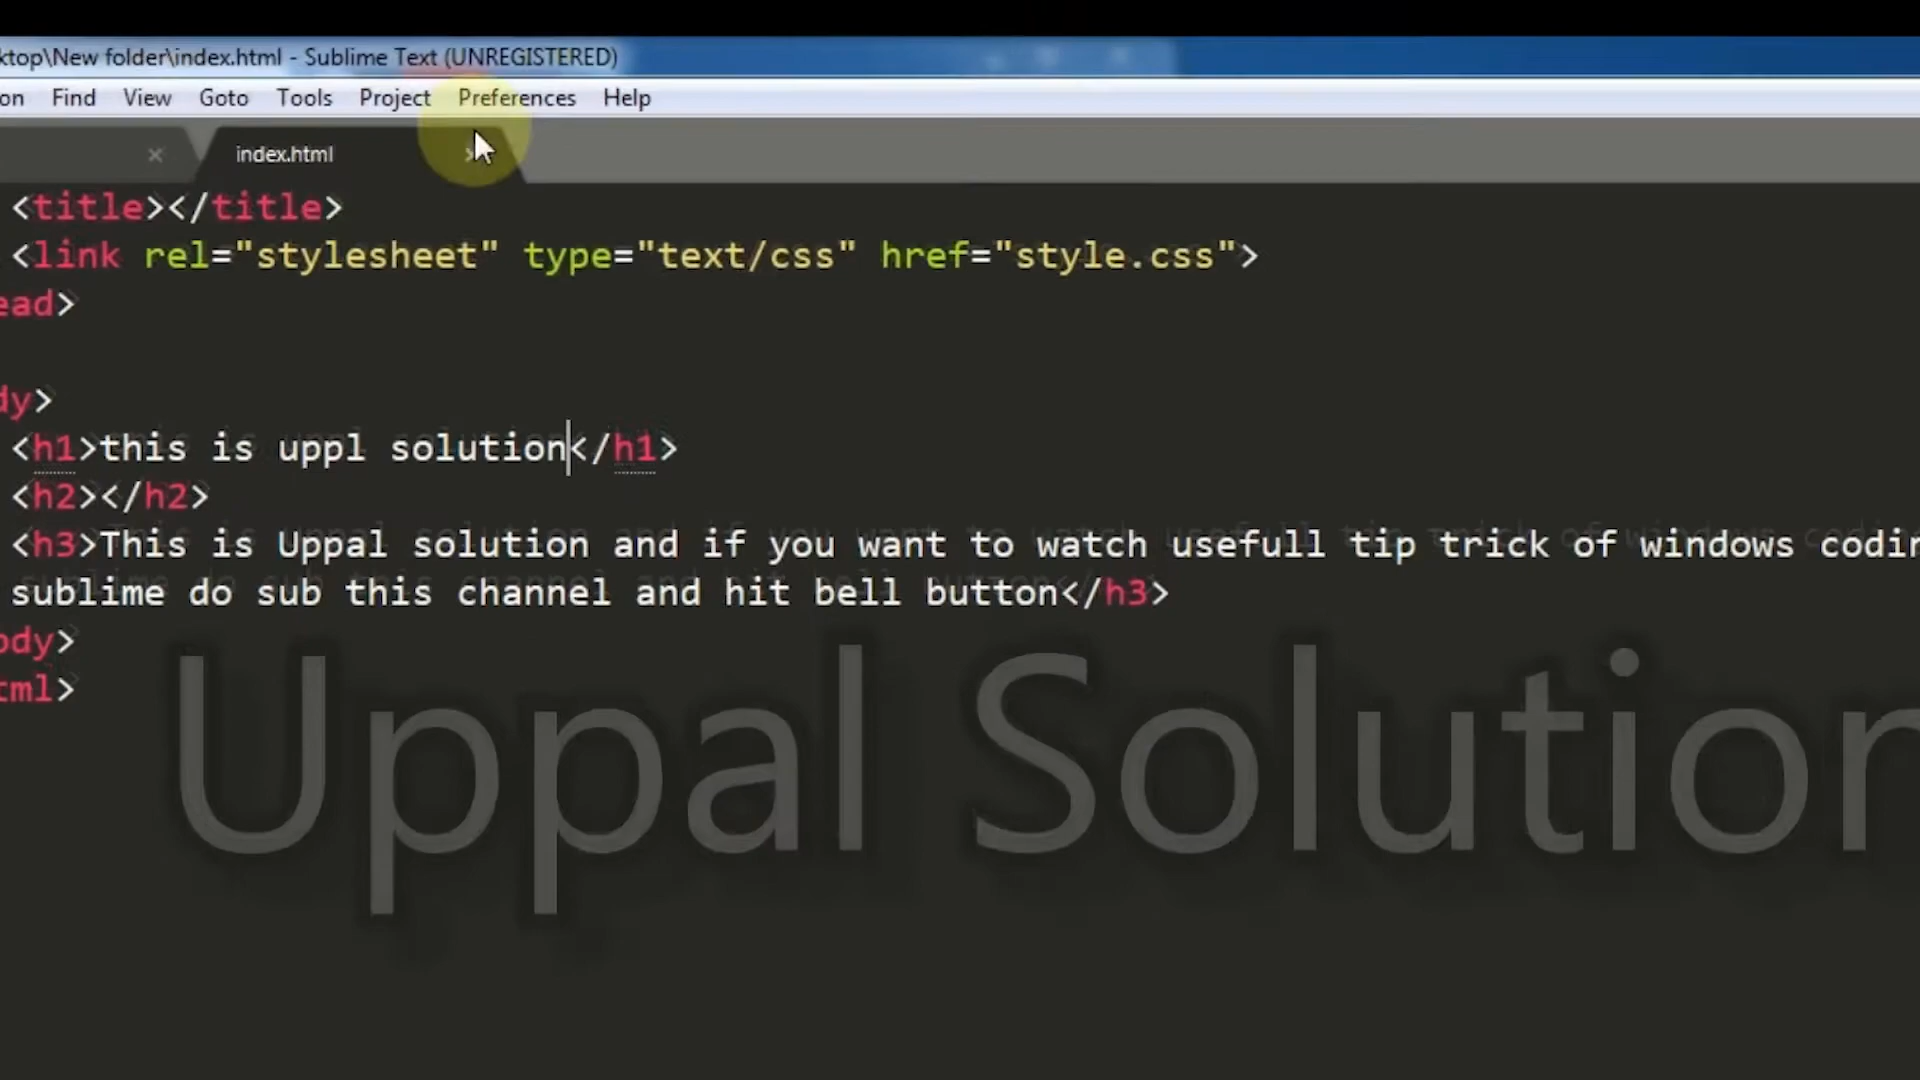 ktop\New folder\index.html - Sublime Text (UNREGISTERED)
on Find View Goto Tools Project Preferences Help
index.html
<title></title>
<link rel="stylesheet" type="text/css" href="style.css">
ead>
dy>
<h1>this is uppl solution</h1>
<h2></h2>
<h3>This is Uppal solution and if you want to watch usefull tip trick of windows codin
sublime do sub this channel and hit bell button</h3>
ody>
tml>
Uppal Solution